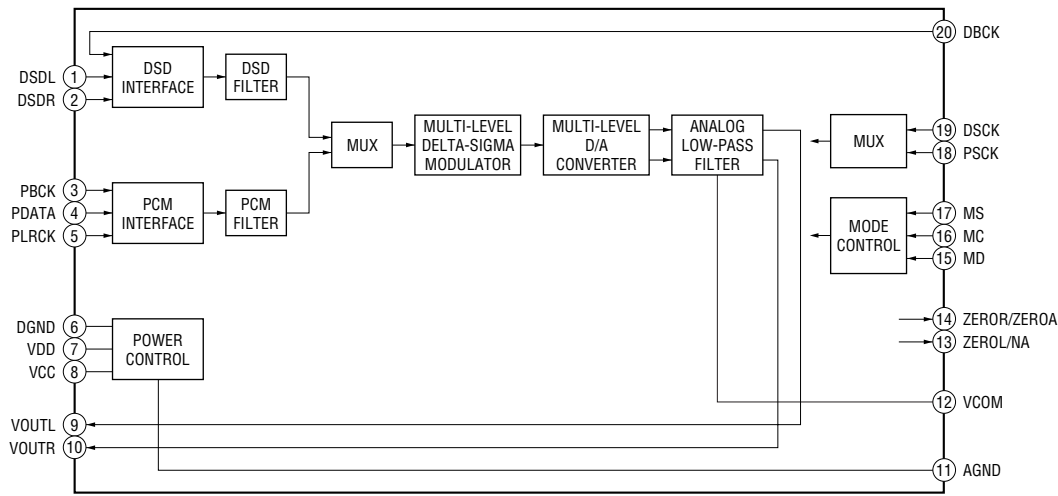 DSDL 1
DSDR 2
PBCK 3
PDATA 4
PLRCK 5
DGND 6
VDD 7
VCC 8
VOUTL 9
VOUTR 10
DSD
INTERFACE
DSD
FILTER
PCM
INTERFACE
PCM
FILTER
MUX
MULTI-LEVEL
DELTA-SIGMA
MODULATOR
MULTI-LEVEL
D/A
CONVERTER
ANALOG
LOW-PASS
FILTER
MUX
MODE
CONTROL
POWER
CONTROL
20 DBCK
19 DSCK
18 PSCK
17 MS
16 MC
15 MD
14 ZEROR/ZEROA
13 ZEROL/NA
12 VCOM
11 AGND